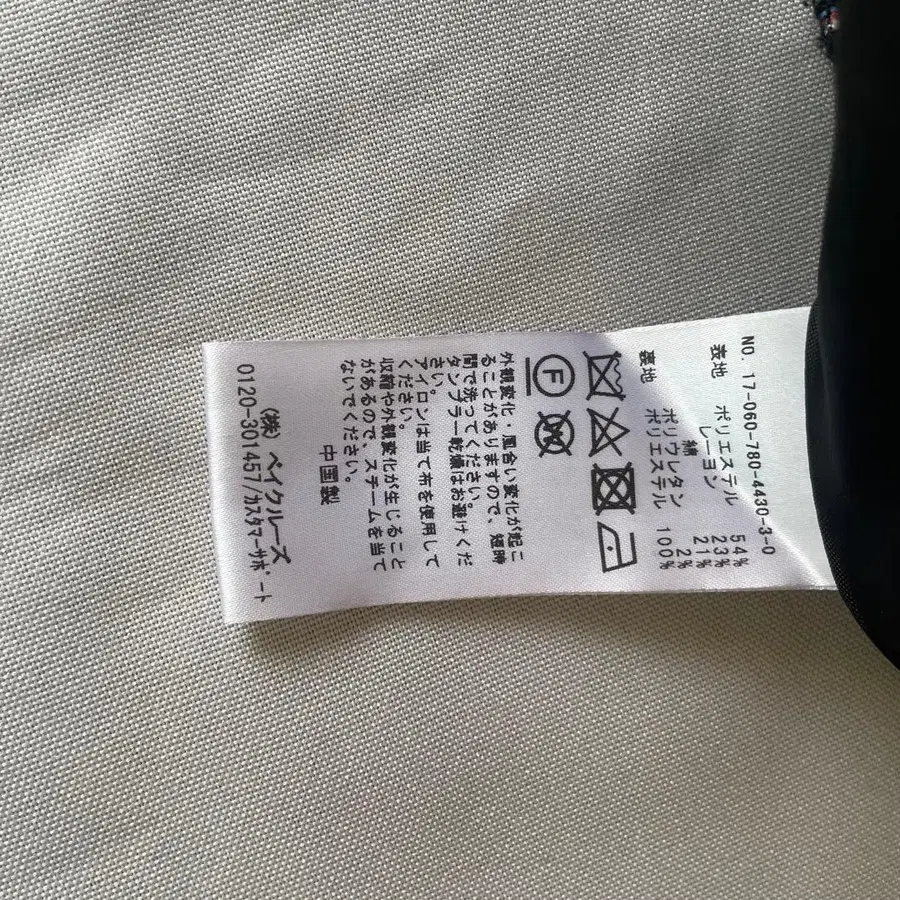 NO. 17-060-780-4430-3-0
表地 ポリエステル 54%
レーヨン 23%
綿 21%
ポリウレタン 2%
裏地 ポリエステル 100%
F
外観変化・風合い変化が起こ
ることがありますので、短時
間で洗ってください。
タンブラー乾燥はお避けくだ
さい。
アイロンは当て布を使用して
ください。
収縮や外観変化が生じること
があるので、スチームを当て
ないでください。
中国製
(株)ベイクルーズ
0120-301457/ｶｽﾀﾏｰｻﾎﾟｰﾄ